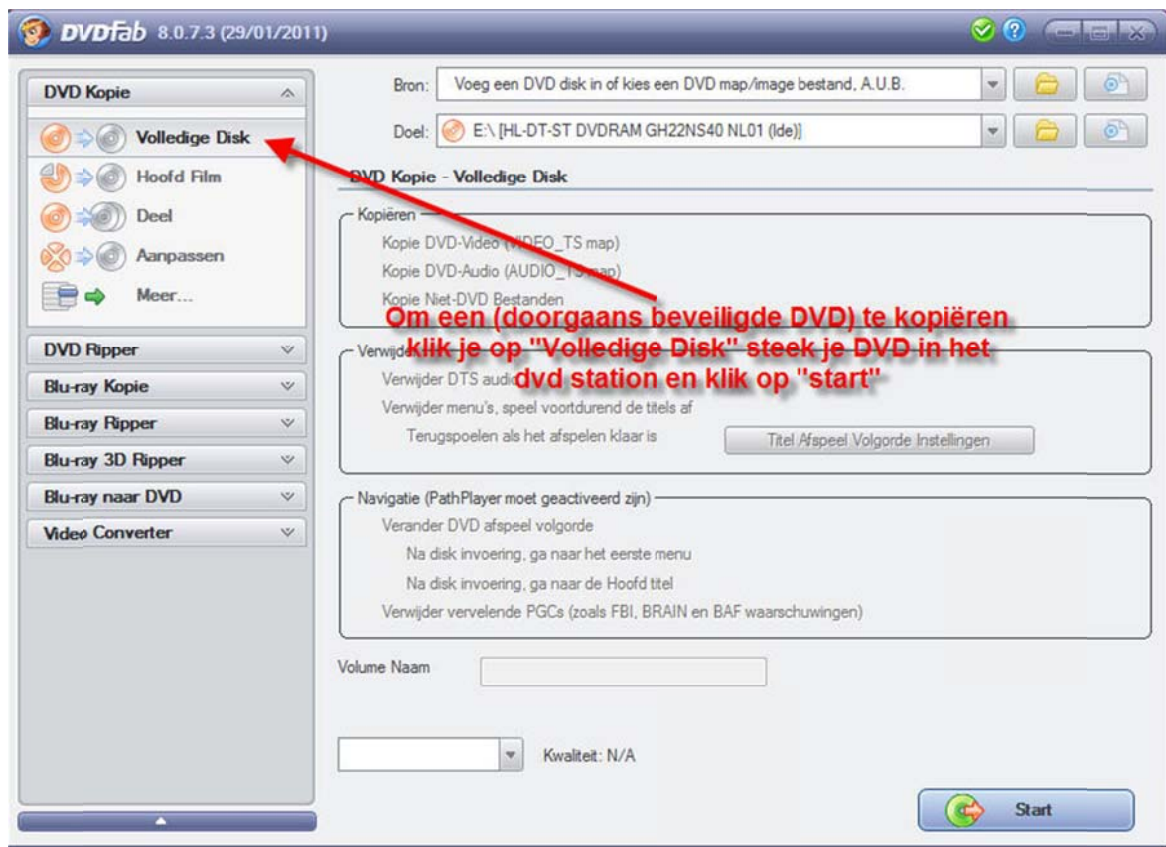 DVDFab 8.0.7.3 (29/01/2011)
DVD Kopie
Volledige Disk
Hoofd Film
Deel
Aanpassen
Meer...
DVD Ripper
Blu-ray Kopie
Blu-ray Ripper
Blu-ray 3D Ripper
Blu-ray naar DVD
Video Converter
Bron: Voeg een DVD disk in of kies een DVD map/image bestand, A.U.B.
Doel: E:\ [HL-DT-ST DVDRAM GH22NS40 NL01 (Ide)]
DVD Kopie - Volledige Disk
Kopiëren
Kopie DVD-Video (VIDEO_TS map)
Kopie DVD-Audio (AUDIO_TS map)
Kopie Niet-DVD Bestanden
Om een (doorgaans beveiligde DVD) te kopiëren
klik je op "Volledige Disk" steek je DVD in het
dvd station en klik op "start"
Verwijder DTS
Verwijder menu's, speel voortdurend de titels af
Terugspoelen als het afspelen klaar is
Titel Afspeel Volgorde Instellingen
Navigatie (PathPlayer moet geactiveerd zijn)
Verander DVD afspeel volgorde
Na disk invoering, ga naar het eerste menu
Na disk invoering, ga naar de Hoofd titel
Verwijder vervelende PGCs (zoals FBI, BRAIN en BAF waarschuwingen)
Volume Naam
Kwaliteit: N/A
Start